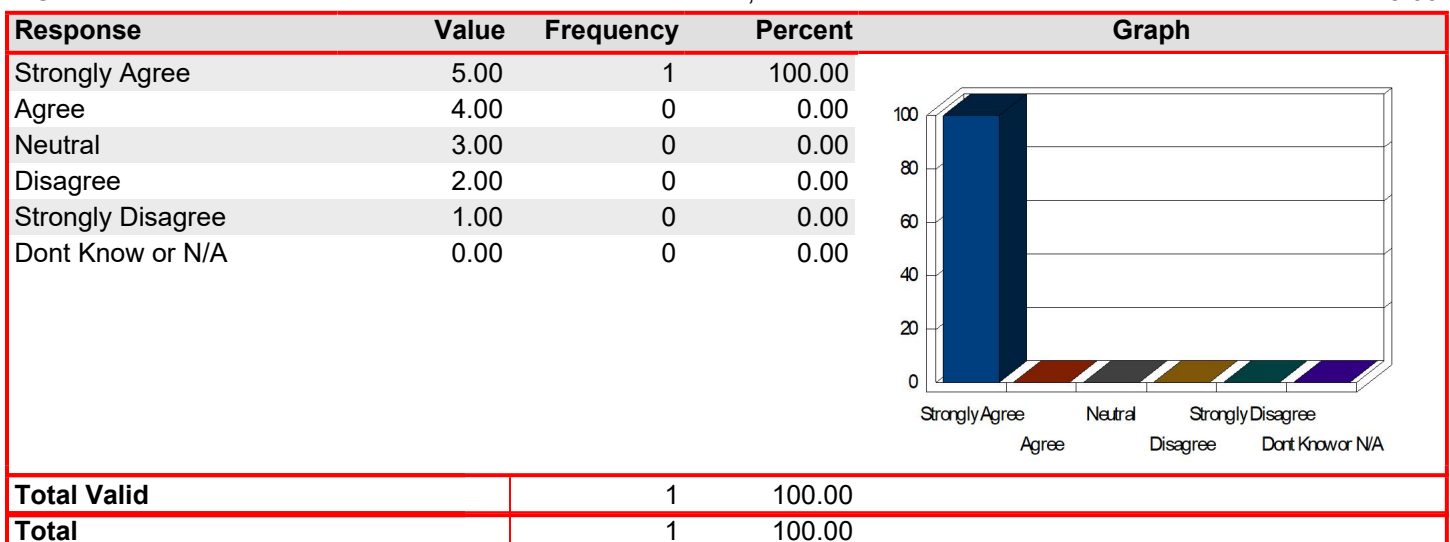 Response Value Frequency Percent Graph
Strongly Agree 5.00 1 100.00
Agree 4.00 0 0.00
Neutral 3.00 0 0.00
Disagree 2.00 0 0.00
Strongly Disagree 1.00 0 0.00
Dont Know or N/A 0.00 0 0.00
100
80
60
40
20
0
Strongly Agree Neutral Strongly Disagree
Agree Disagree Dont Know or N/A
Total Valid 1 100.00
Total 1 100.00